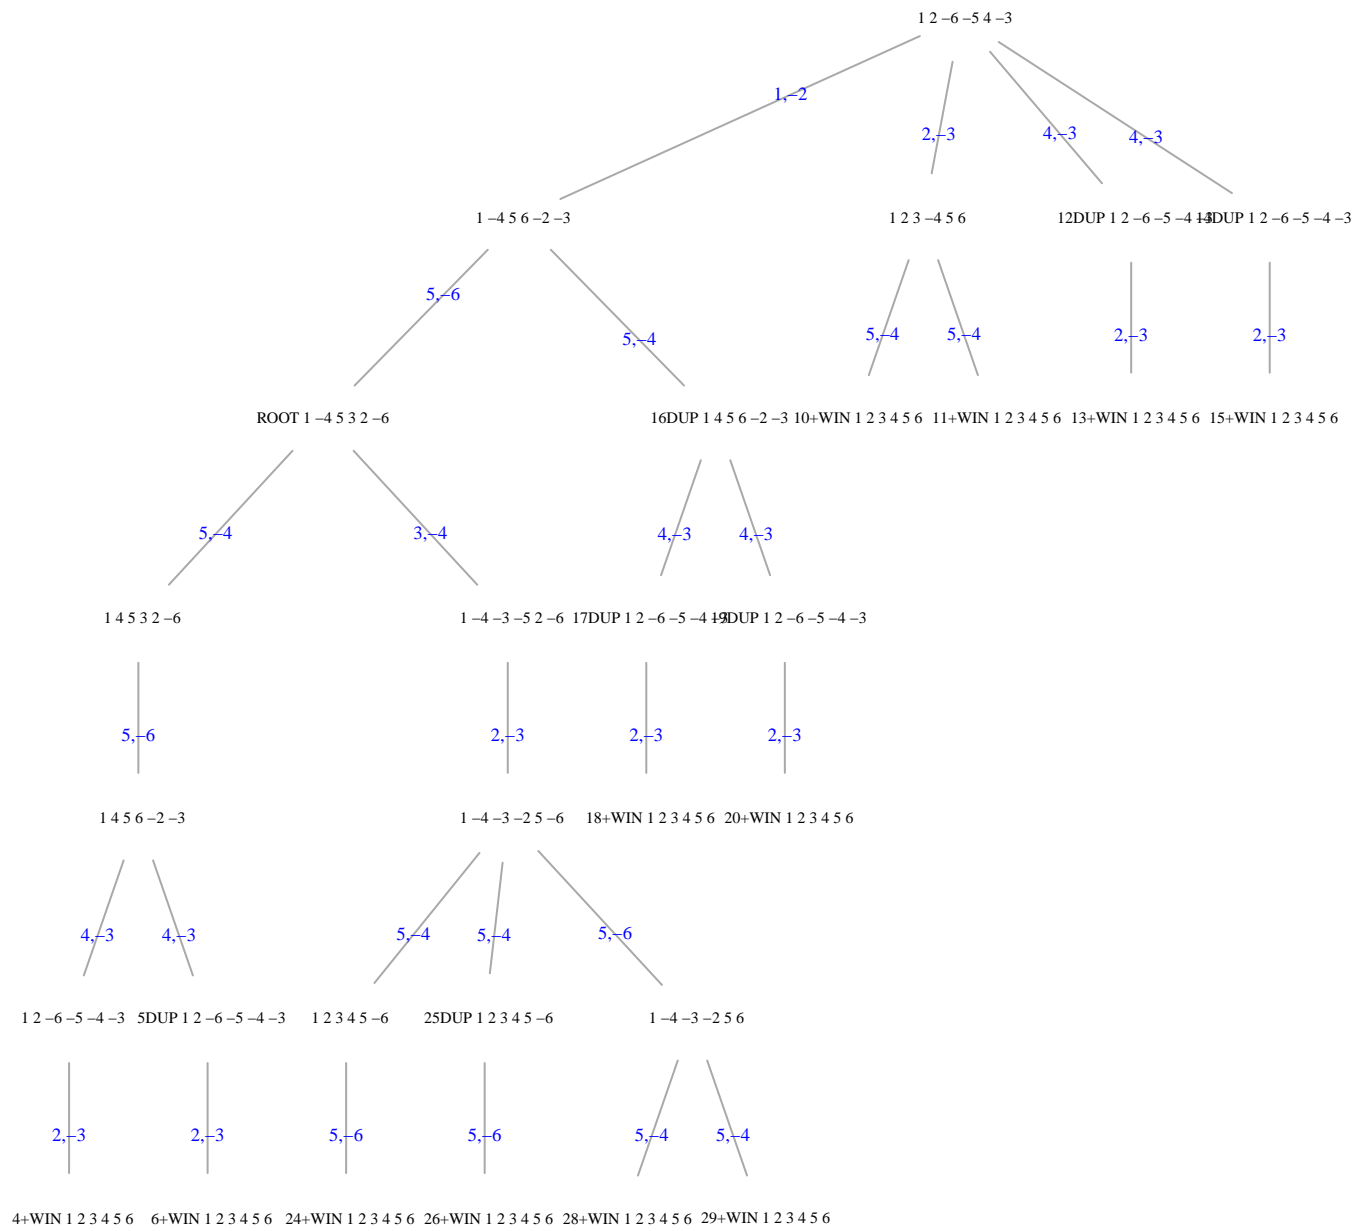 1 2 –6 –5 4 –3
1,–2
2,–3
4,–3
4,–3
1 –4 5 6 –2 –3
1 2 3 –4 5 6
12DUP 1 2 –6 –5 –4 –3
14DUP 1 2 –6 –5 –4 –3
5,–6
5,–4
5,–4
5,–4
2,–3
2,–3
ROOT 1 –4 5 3 2 –6
16DUP 1 4 5 6 –2 –3
10+WIN 1 2 3 4 5 6
11+WIN 1 2 3 4 5 6
13+WIN 1 2 3 4 5 6
15+WIN 1 2 3 4 5 6
5,–4
3,–4
4,–3
4,–3
1 4 5 3 2 –6
1 –4 –3 –5 2 –6
17DUP 1 2 –6 –5 –4 –3
19DUP 1 2 –6 –5 –4 –3
5,–6
2,–3
2,–3
2,–3
1 4 5 6 –2 –3
1 –4 –3 –2 5 –6
18+WIN 1 2 3 4 5 6
20+WIN 1 2 3 4 5 6
4,–3
4,–3
5,–4
5,–4
5,–6
1 2 –6 –5 –4 –3
5DUP 1 2 –6 –5 –4 –3
1 2 3 4 5 –6
25DUP 1 2 3 4 5 –6
1 –4 –3 –2 5 6
2,–3
2,–3
5,–6
5,–6
5,–4
5,–4
4+WIN 1 2 3 4 5 6
6+WIN 1 2 3 4 5 6
24+WIN 1 2 3 4 5 6
26+WIN 1 2 3 4 5 6
28+WIN 1 2 3 4 5 6
29+WIN 1 2 3 4 5 6